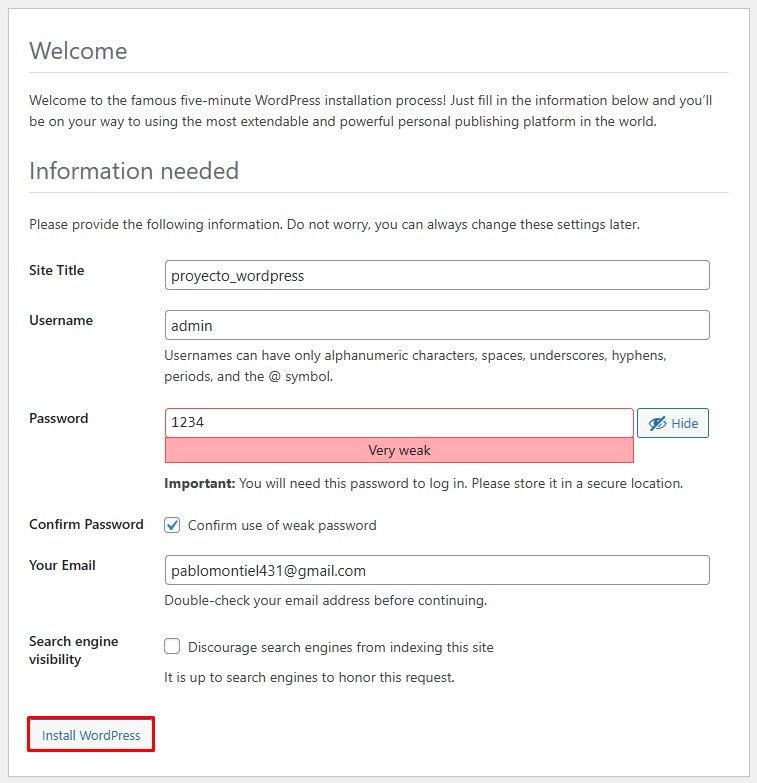 Welcome
Welcome to the famous five-minute WordPress installation process! Just fill in the information below and you’ll
be on your way to using the most extendable and powerful personal publishing platform in the world.
Information needed
Please provide the following information. Do not worry, you can always change these settings later.
Site Title
proyecto_wordpress
Username
admin
Usernames can have only alphanumeric characters, spaces, underscores, hyphens,
periods, and the @ symbol.
Password
1234
Hide
Very weak
Important: You will need this password to log in. Please store it in a secure location.
Confirm Password
Confirm use of weak password
Your Email
pablomontiel431@gmail.com
Double-check your email address before continuing.
Search engine
visibility
Discourage search engines from indexing this site
It is up to search engines to honor this request.
Install WordPress